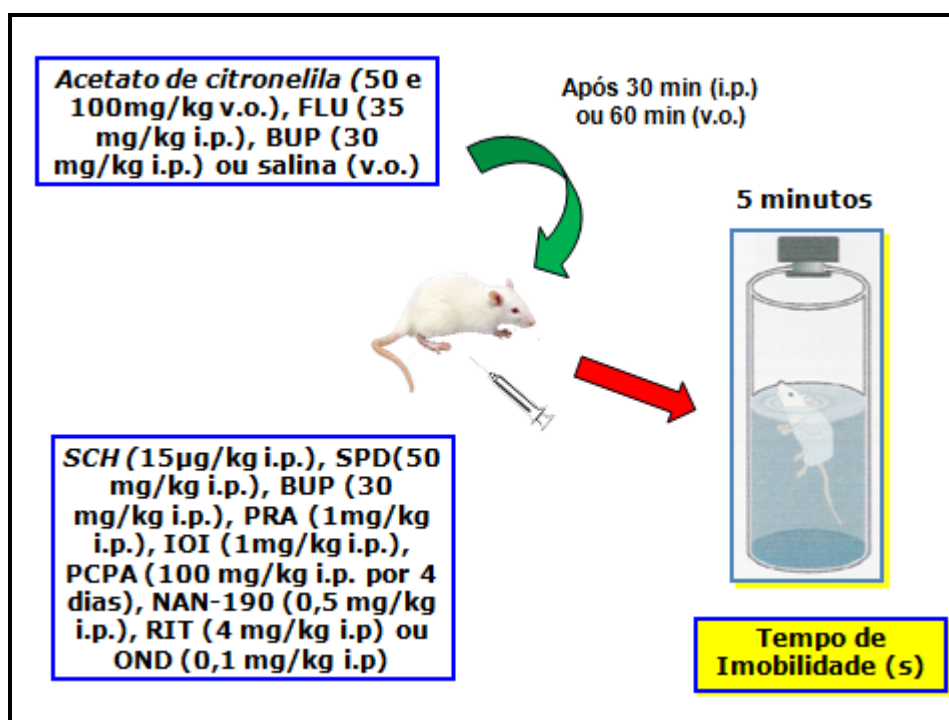 Acetato de citronelila (50 e
100mg/kg v.o.), FLU (35
mg/kg i.p.), BUP (30
mg/kg i.p.) ou salina (v.o.)
Após 30 min (i.p.)
ou 60 min (v.o.)
5 minutos
SCH (15µg/kg i.p.), SPD(50
mg/kg i.p.), BUP (30
mg/kg i.p.), PRA (1mg/kg
i.p.), IOI (1mg/kg i.p.),
PCPA (100 mg/kg i.p. por 4
dias), NAN-190 (0,5 mg/kg
i.p.), RIT (4 mg/kg i.p) ou
OND (0,1 mg/kg i.p)
Tempo de
Imobilidade (s)